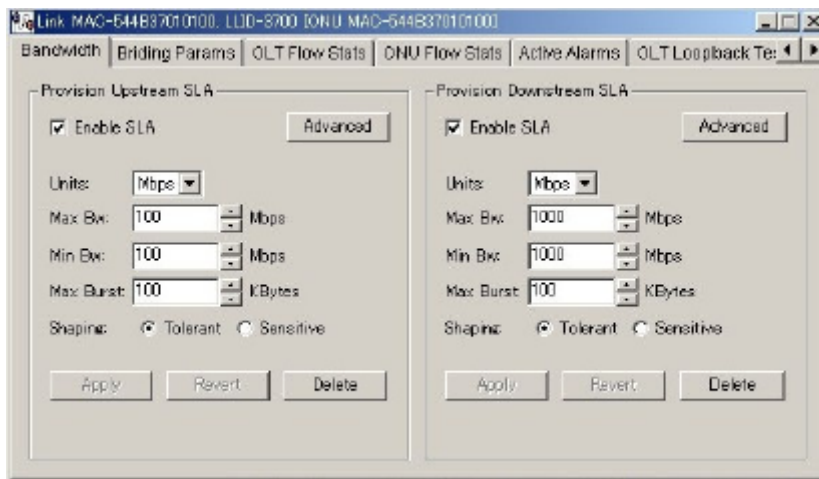 Link MAC-544B37010100. LLID-3700 [ONU MAC-544B37010100]
Bandwidth Briding Params OLT Flow Stats ONU Flow Stats Active Alarms OLT Loopback Te:
Provision Upstream SLA
Enable SLA Advanced
Units: Mbps
Max Bw: 100 Mbps
Min Bw: 100 Mbps
Max Burst: 100 KBytes
Shaping: Tolerant Sensitive
Apply Revert Delete
Provision Downstream SLA
Enable SLA Advanced
Units: Mbps
Max Bw: 1000 Mbps
Min Bw: 1000 Mbps
Max Burst: 100 KBytes
Shaping: Tolerant Sensitive
Apply Revert Delete